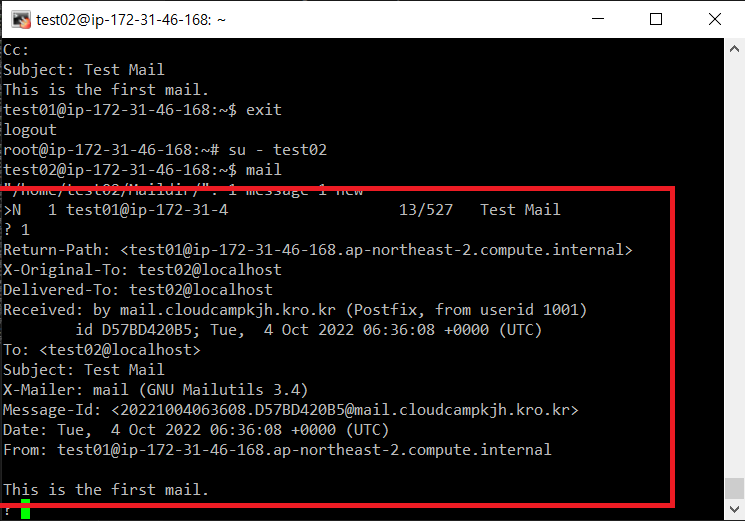 test02@ip-172-31-46-168: ~
Cc:
Subject: Test Mail
This is the first mail.
test01@ip-172-31-46-168:~$ exit
logout
root@ip-172-31-46-168:~# su - test02
test02@ip-172-31-46-168:~$ mail
"/home/test02/Maildir/": 1 message 1 new
>N   1 test01@ip-172-31-4                 13/527   Test Mail
? 1
Return-Path: <test01@ip-172-31-46-168.ap-northeast-2.compute.internal>
X-Original-To: test02@localhost
Delivered-To: test02@localhost
Received: by mail.cloudcampkjh.kro.kr (Postfix, from userid 1001)
        id D57BD420B5; Tue,  4 Oct 2022 06:36:08 +0000 (UTC)
To: <test02@localhost>
Subject: Test Mail
X-Mailer: mail (GNU Mailutils 3.4)
Message-Id: <20221004063608.D57BD420B5@mail.cloudcampkjh.kro.kr>
Date: Tue,  4 Oct 2022 06:36:08 +0000 (UTC)
From: test01@ip-172-31-46-168.ap-northeast-2.compute.internal

This is the first mail.
?